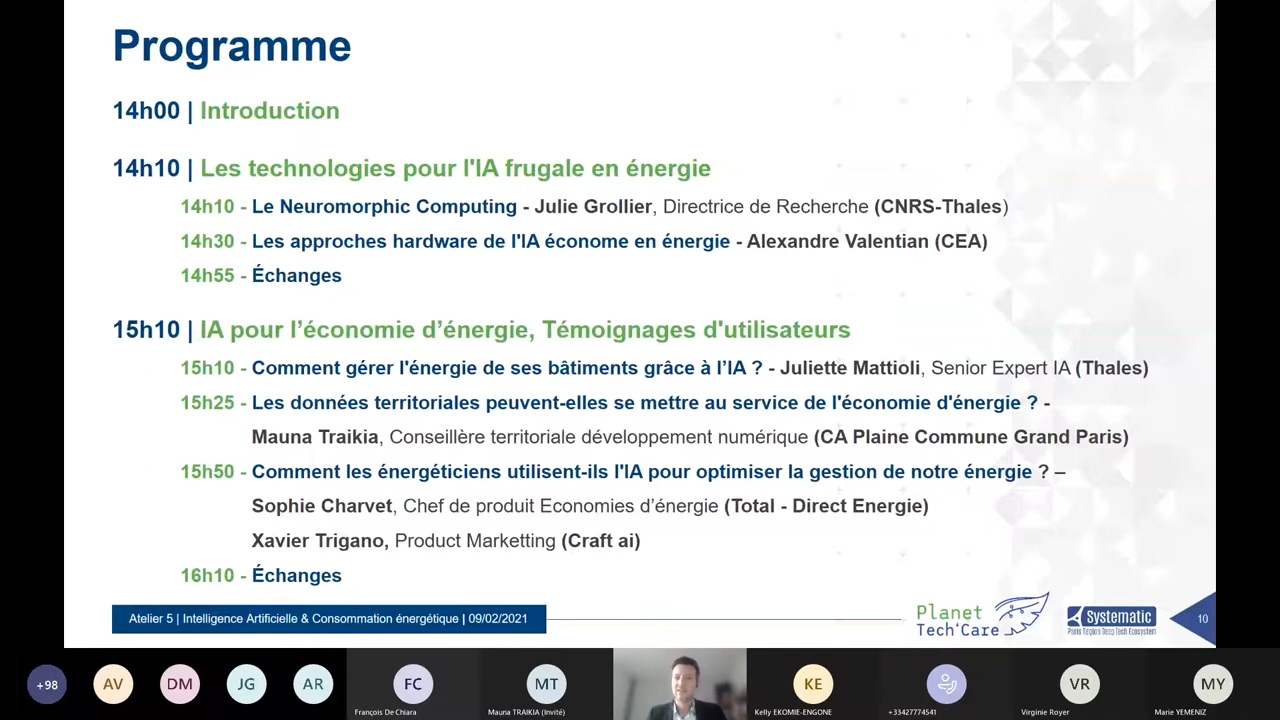 Programme
14h00 | Introduction
14h10 | Les technologies pour l'IA frugale en énergie
14h10 - Le Neuromorphic Computing - Julie Grollier, Directrice de Recherche (CNRS-Thales)
14h30 - Les approches hardware de l'IA économe en énergie - Alexandre Valentian (CEA)
14h55 - Échanges
15h10 | IA pour l’économie d’énergie, Témoignages d'utilisateurs
15h10 - Comment gérer l'énergie de ses bâtiments grâce à l’IA ? - Juliette Mattioli, Senior Expert IA (Thales)
15h25 - Les données territoriales peuvent-elles se mettre au service de l'économie d'énergie ? -
Mauna Traikia, Conseillère territoriale développement numérique (CA Plaine Commune Grand Paris)
15h50 - Comment les énergéticiens utilisent-ils l'IA pour optimiser la gestion de notre énergie ? –
Sophie Charvet, Chef de produit Economies d’énergie (Total - Direct Energie)
Xavier Trigano, Product Marketting (Craft ai)
16h10 - Échanges
Atelier 5 | Intelligence Artificielle & Consommation énergétique | 09/02/2021
Planet
Tech'Care
Systematic
Paris Region Deep Tech Ecosystem
10
+98
AV
DM
JG
AR
FC
MT
KE
VR
MY
François De Chiara
Mauna TRAIKIA (Invité)
Kelly EKOMIE-ENGONE
+33427774541
Virginie Royer
Marie YEMENIZ